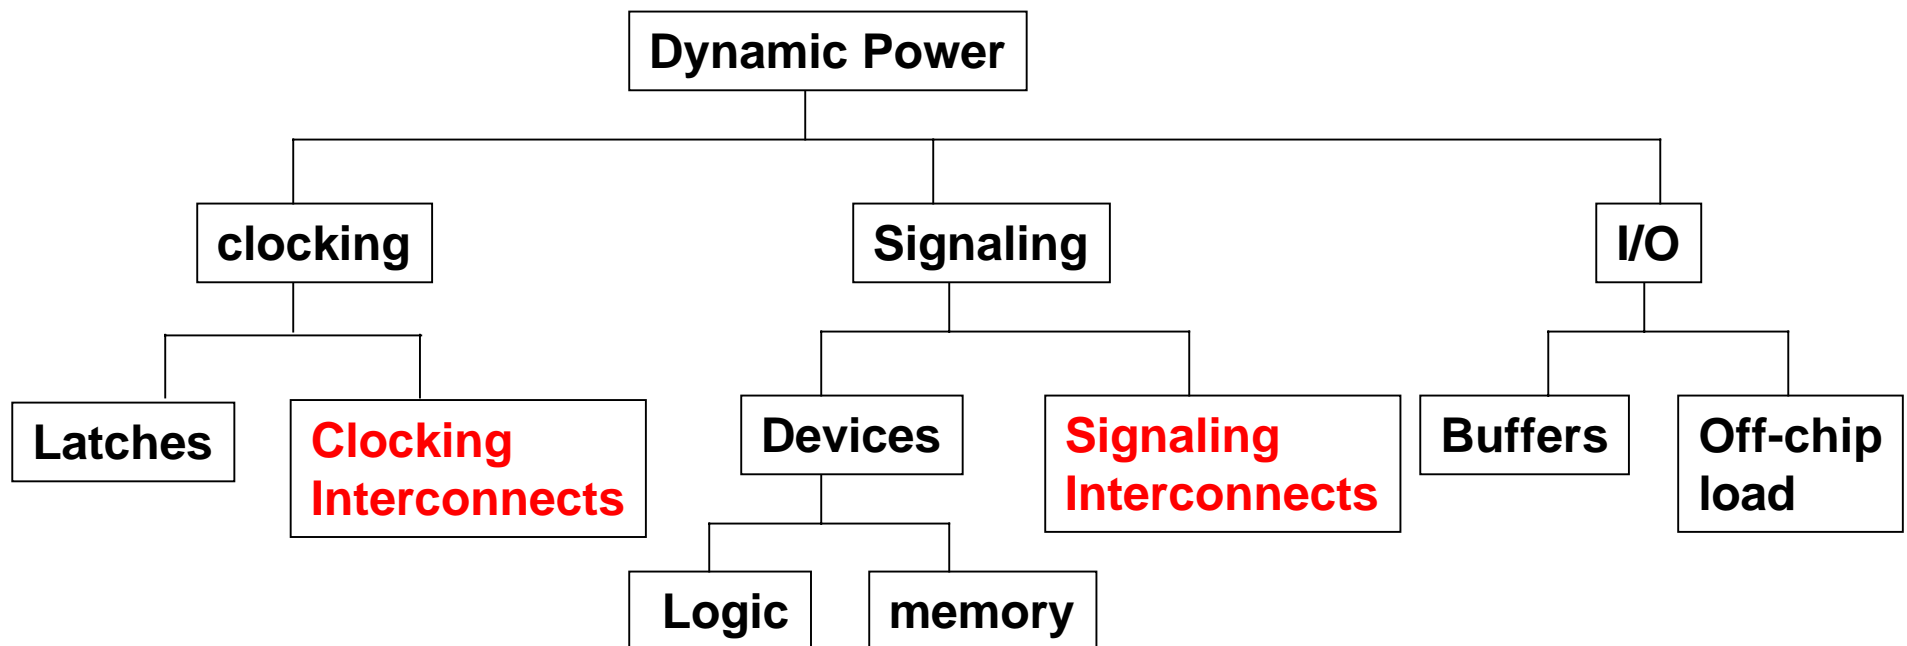 Dynamic Power
clocking
Signaling
I/O
Latches
Clocking
Interconnects
Devices
Signaling
Interconnects
Buffers
Off-chip
load
Logic
memory